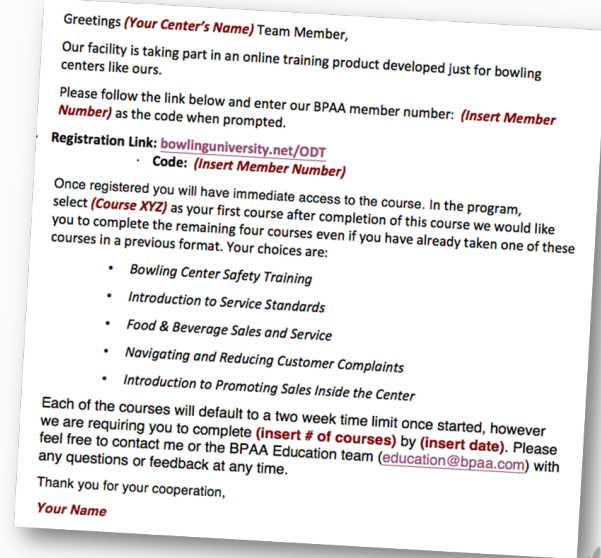 Greetings (Your Center's Name) Team Member,
Our facility is taking part in an online training product developed just for bowling
centers like ours.
Please follow the link below and enter our BPAA member number: (Insert Member
Number) as the code when prompted.
Registration Link: bowlinguniversity.net/ODT
· Code: (Insert Member Number)
Once registered you will have immediate access to the course. In the program,
select (Course XYZ) as your first course after completion of this course we would like
you to complete the remaining four courses even if you have already taken one of these
courses in a previous format. Your choices are:
• Bowling Center Safety Training
• Introduction to Service Standards
• Food & Beverage Sales and Service
• Navigating and Reducing Customer Complaints
• Introduction to Promoting Sales Inside the Center
Each of the courses will default to a two week time limit once started, however
we are requiring you to complete (insert # of courses) by (insert date). Please
feel free to contact me or the BPAA Education team (education@bpaa.com) with
any questions or feedback at any time.
Thank you for your cooperation,
Your Name